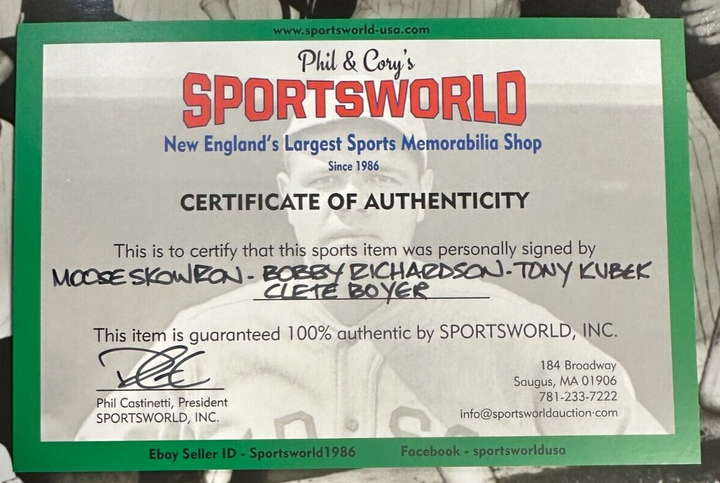 www.sportsworld-usa.com
Phil & Cory's
SPORTSWORLD
New England's Largest Sports Memorabilia Shop
Since 1986
CERTIFICATE OF AUTHENTICITY
This is to certify that this sports item was personally signed by
MOOSE SKOWRON - BOBBY RICHARDSON - TONY KUBEK
CLETE BOYER
This item is guaranteed 100% authentic by SPORTSWORLD, INC.
Phil Castinetti, President
SPORTSWORLD, INC.
184 Broadway
Saugus, MA 01906
781-233-7222
info@sportsworldauction.com
Ebay Seller ID - Sportsworld1986
Facebook - sportsworldusa